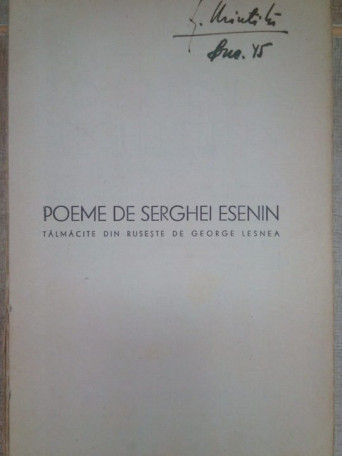 POEME DE SERGHEI ESENIN
TĂLMĂCITE DIN RUSEȘTE DE GEORGE LESNEA